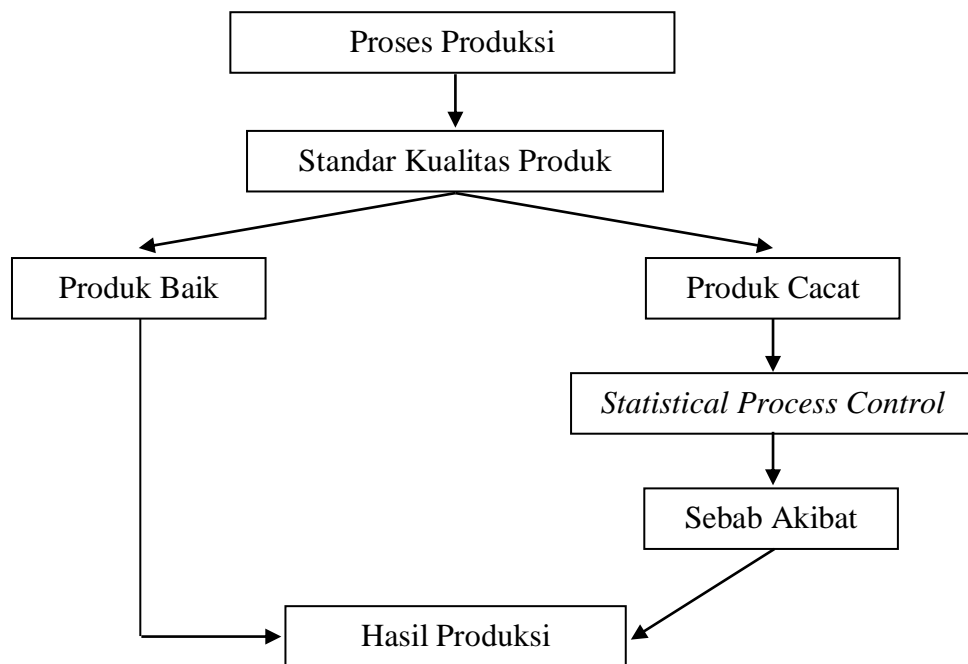 Proses Produksi
Standar Kualitas Produk
Produk Baik
Produk Cacat
Statistical Process Control
Sebab Akibat
Hasil Produksi